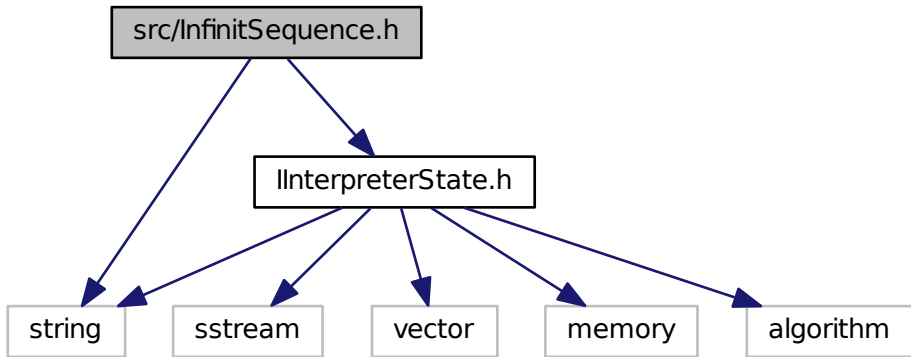 src/InfinitSequence.h
IInterpreterState.h
string
sstream
vector
memory
algorithm